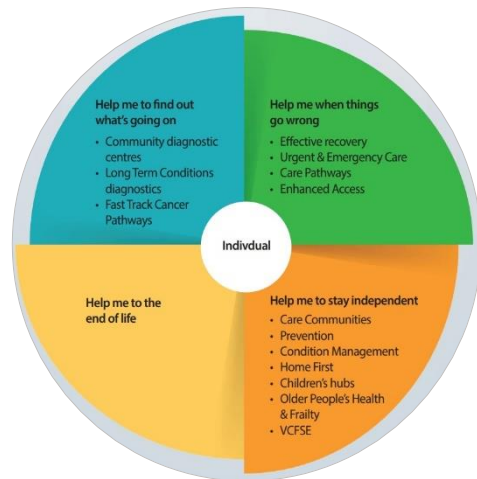 Help me to find out
what's going on
• Community diagnostic
centres
• Long Term Conditions
diagnostics
• Fast Track Cancer
Pathways
Help me when things
go wrong
• Effective recovery
• Urgent & Emergency Care
• Care Pathways
• Enhanced Access
Indivdual
Help me to the
end of life
Help me to stay independent
• Care Communities
• Prevention
• Condition Management
• Home First
• Children's hubs
• Older People's Health
& Frailty
• VCFSE